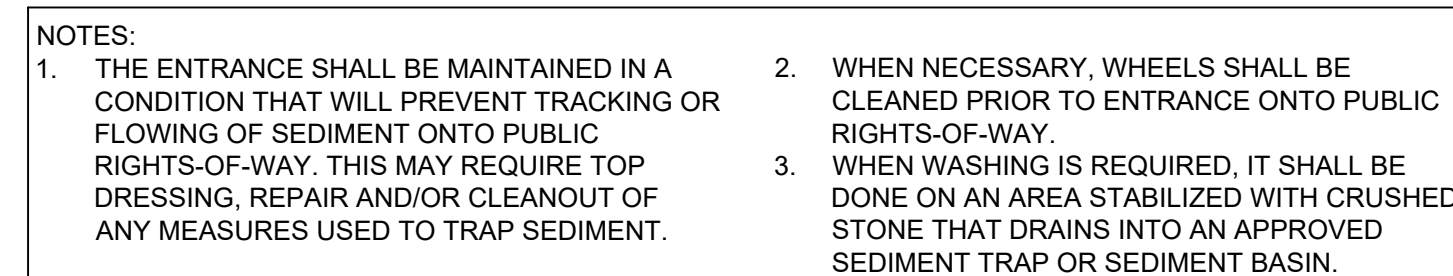 NOTES:
1. THE ENTRANCE SHALL BE MAINTAINED IN A
CONDITION THAT WILL PREVENT TRACKING OR
FLOWING OF SEDIMENT ONTO PUBLIC
RIGHTS-OF-WAY. THIS MAY REQUIRE TOP
DRESSING, REPAIR AND/OR CLEANOUT OF
ANY MEASURES USED TO TRAP SEDIMENT.
2. WHEN NECESSARY, WHEELS SHALL BE
CLEANED PRIOR TO ENTRANCE ONTO PUBLIC
RIGHTS-OF-WAY.
3. WHEN WASHING IS REQUIRED, IT SHALL BE
DONE ON AN AREA STABILIZED WITH CRUSHED
STONE THAT DRAINS INTO AN APPROVED
SEDIMENT TRAP OR SEDIMENT BASIN.